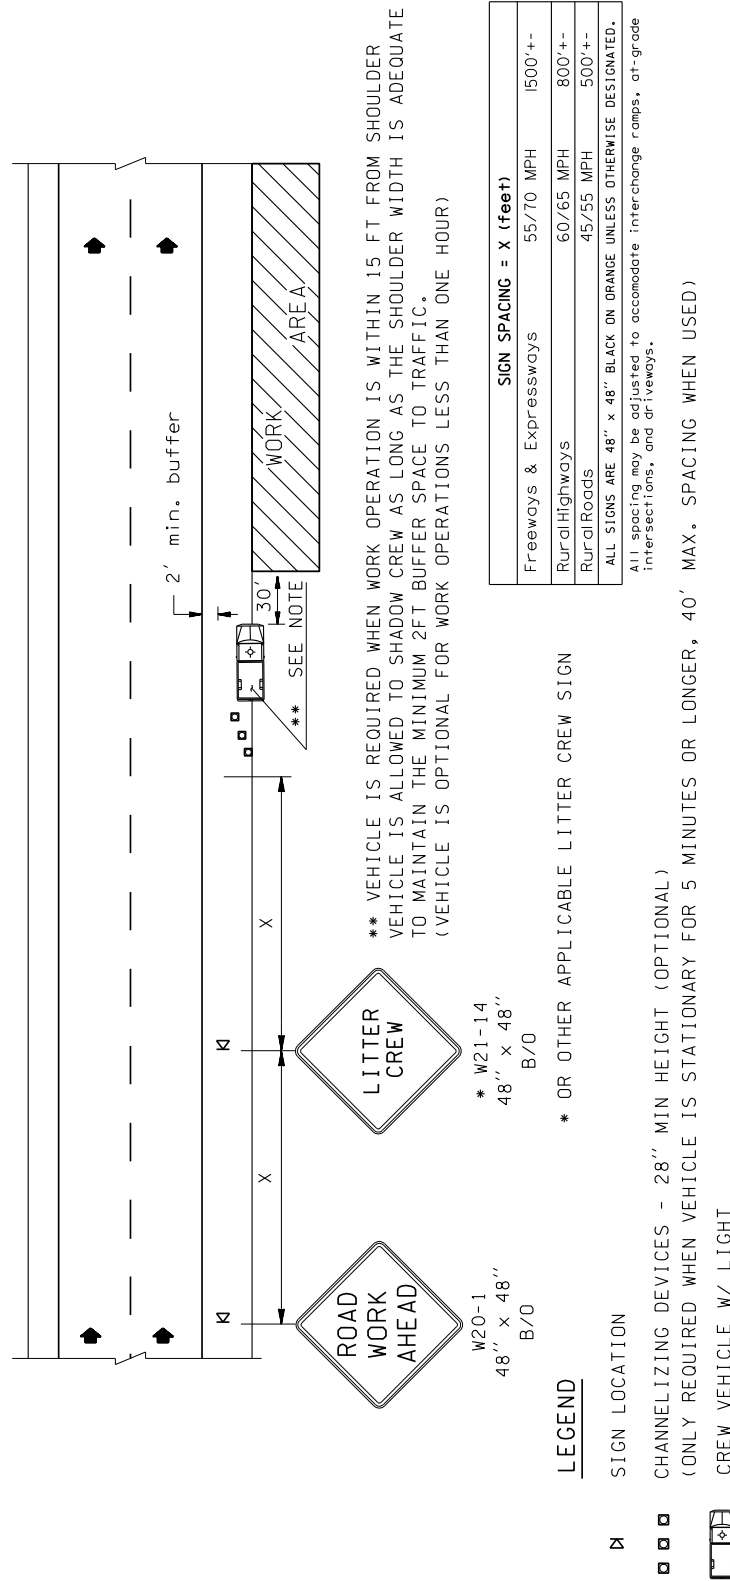 2' min. buffer
WORK AREA
30'
** SEE NOTE
X
X
ROAD
WORK
AHEAD
W20-1
48'' x 48''
B/O
LITTER
CREW
* W21-14
48'' x 48''
B/O
** VEHICLE IS REQUIRED WHEN WORK OPERATION IS WITHIN 15 FT FROM SHOULDER
VEHICLE IS ALLOWED TO SHADOW CREW AS LONG AS THE SHOULDER WIDTH IS ADEQUATE
TO MAINTAIN THE MINIMUM 2FT BUFFER SPACE TO TRAFFIC.
(VEHICLE IS OPTIONAL FOR WORK OPERATIONS LESS THAN ONE HOUR)
* OR OTHER APPLICABLE LITTER CREW SIGN
SIGN SPACING = X (feet)
Freeways & Expressways 55/70 MPH 1500'+-
Rural Highways 60/65 MPH 800'+-
Rural Roads 45/55 MPH 500'+-
ALL SIGNS ARE 48'' x 48'' BLACK ON ORANGE UNLESS OTHERWISE DESIGNATED.
All spacing may be adjusted to accomodate interchange ramps, at-grade
intersections, and driveways.
LEGEND
SIGN LOCATION
CHANNELIZING DEVICES - 28'' MIN HEIGHT (OPTIONAL)
(ONLY REQUIRED WHEN VEHICLE IS STATIONARY FOR 5 MINUTES OR LONGER, 40' MAX. SPACING WHEN USED)
CREW VEHICLE W/ LIGHT